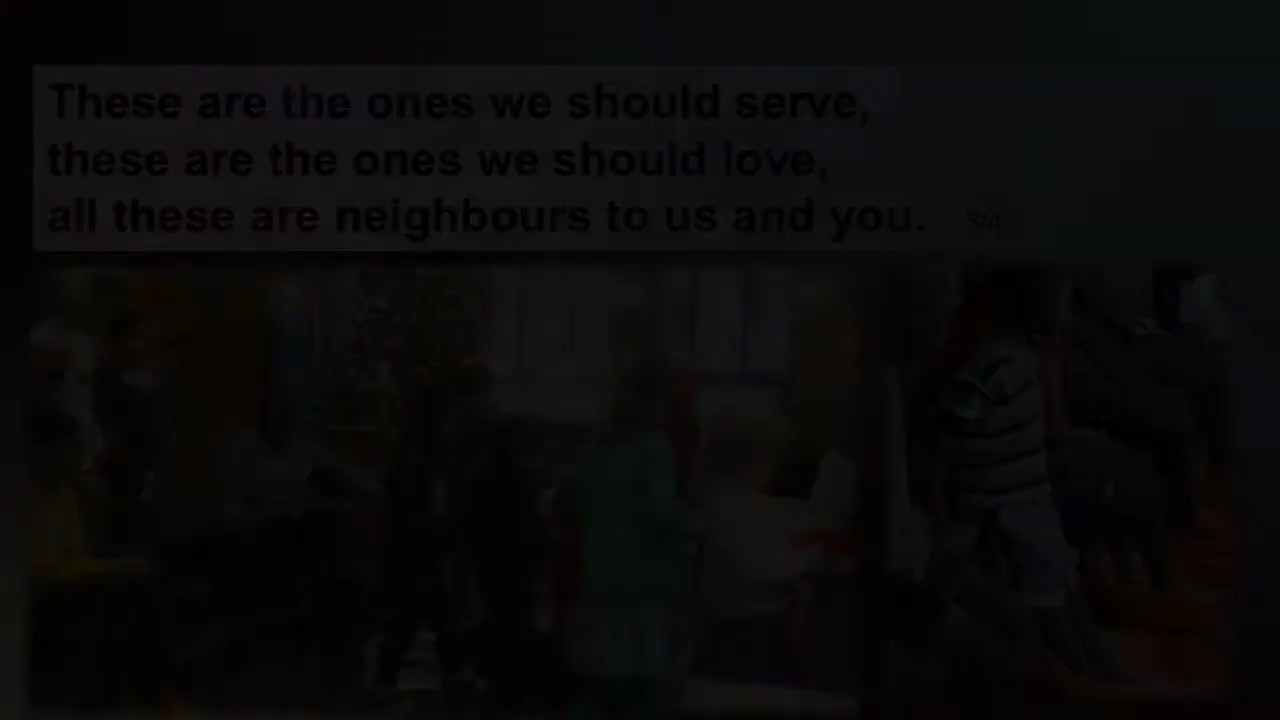 These are the ones we should serve,
these are the ones we should love,
all these are neighbours to us and you.